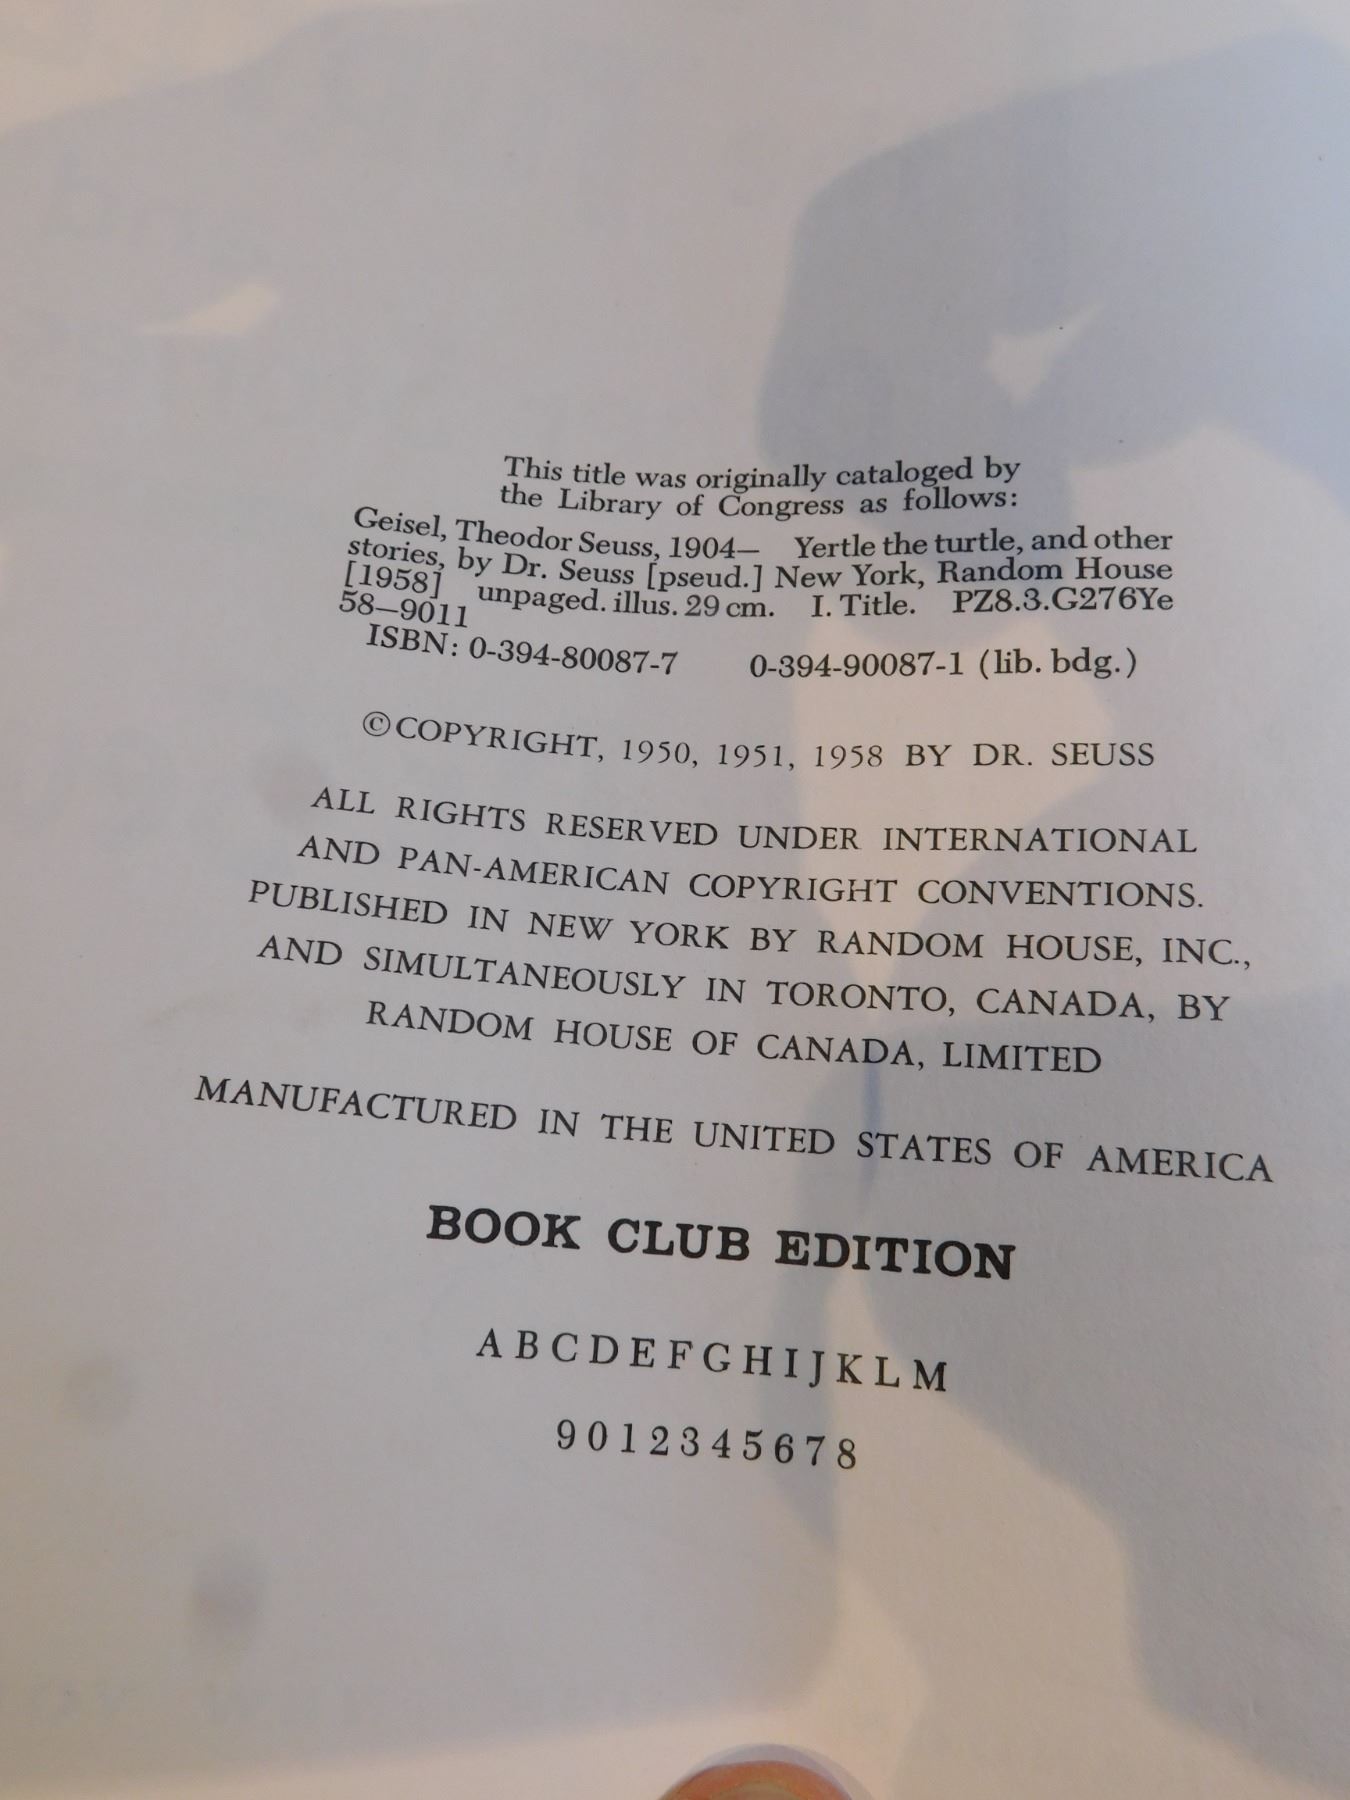 This title was originally cataloged by
the Library of Congress as follows:
Geisel, Theodor Seuss, 1904— Yertle the turtle, and other
stories, by Dr. Seuss [pseud.] New York, Random House
[1958] unpaged. illus. 29 cm. I. Title. PZ8.3.G276Ye
58—9011
ISBN: 0-394-80087-7 0-394-90087-1 (lib. bdg.)
©COPYRIGHT, 1950, 1951, 1958 BY DR. SEUSS
ALL RIGHTS RESERVED UNDER INTERNATIONAL
AND PAN-AMERICAN COPYRIGHT CONVENTIONS.
PUBLISHED IN NEW YORK BY RANDOM HOUSE, INC.,
AND SIMULTANEOUSLY IN TORONTO, CANADA, BY
RANDOM HOUSE OF CANADA, LIMITED
MANUFACTURED IN THE UNITED STATES OF AMERICA
BOOK CLUB EDITION
A B C D E F G H I J K L M
9 0 1 2 3 4 5 6 7 8